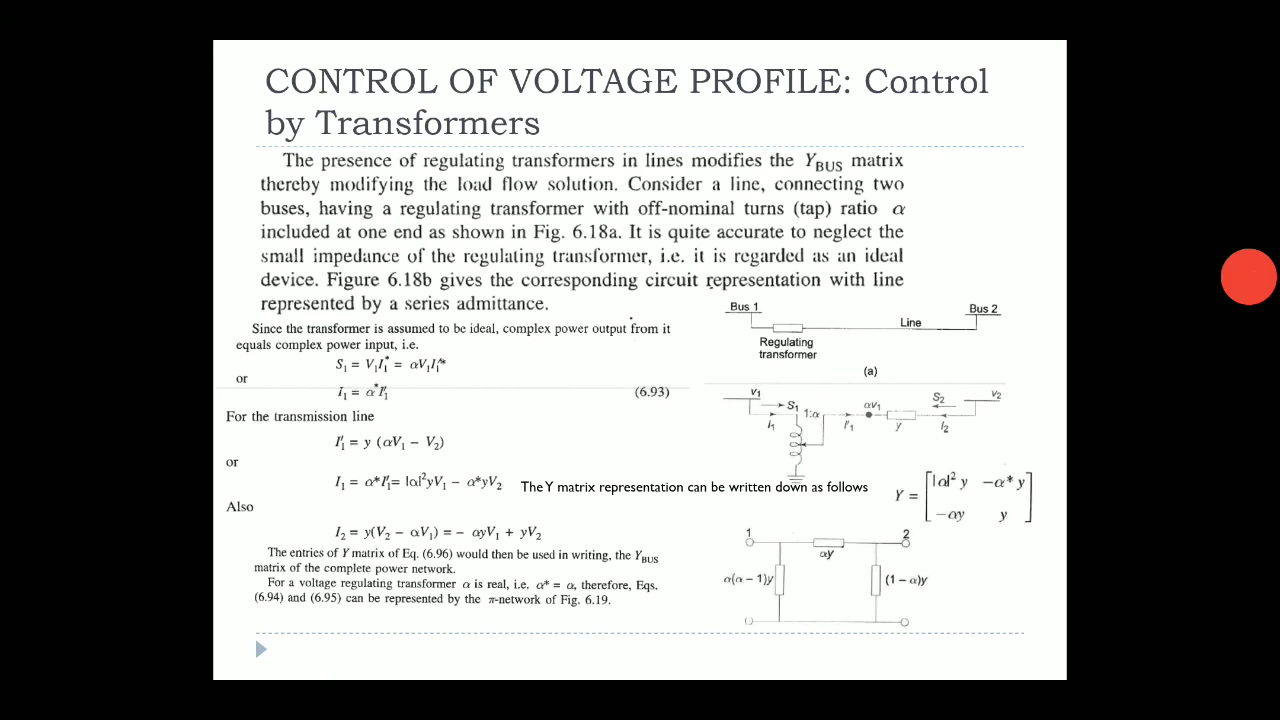 CONTROL OF VOLTAGE PROFILE: Control
by Transformers
The presence of regulating transformers in lines modifies the Y_BUS matrix
thereby modifying the load flow solution. Consider a line, connecting two
buses, having a regulating transformer with off-nominal turns (tap) ratio α
included at one end as shown in Fig. 6.18a. It is quite accurate to neglect the
small impedance of the regulating transformer, i.e. it is regarded as an ideal
device. Figure 6.18b gives the corresponding circuit representation with line
represented by a series admittance.
Since the transformer is assumed to be ideal, complex power output from it
equals complex power input, i.e.
S₁ = V₁I₁* = αV₁I′₁*
or
I₁ = α*I′₁ (6.93)
For the transmission line
I′₁ = y (αV₁ − V₂)
or
I₁ = α*I′₁= |α|²yV₁ − α*yV₂
Also
I₂ = y(V₂ − αV₁) = − αyV₁ + yV₂
The entries of Y matrix of Eq. (6.96) would then be used in writing, the Y_BUS
matrix of the complete power network.
For a voltage regulating transformer α is real, i.e. α* = α, therefore, Eqs.
(6.94) and (6.95) can be represented by the π-network of Fig. 6.19.
Bus 1
Bus 2
Line
Regulating
transformer
(a)
V₁ S₁ αV₁ S₂ V₂
1:α
I₁ I′₁ y I₂
The Y matrix representation can be written down as follows
Y = [|α|² y −α* y
−αy y]
1 2
αy
α(α − 1)y (1 − α)y